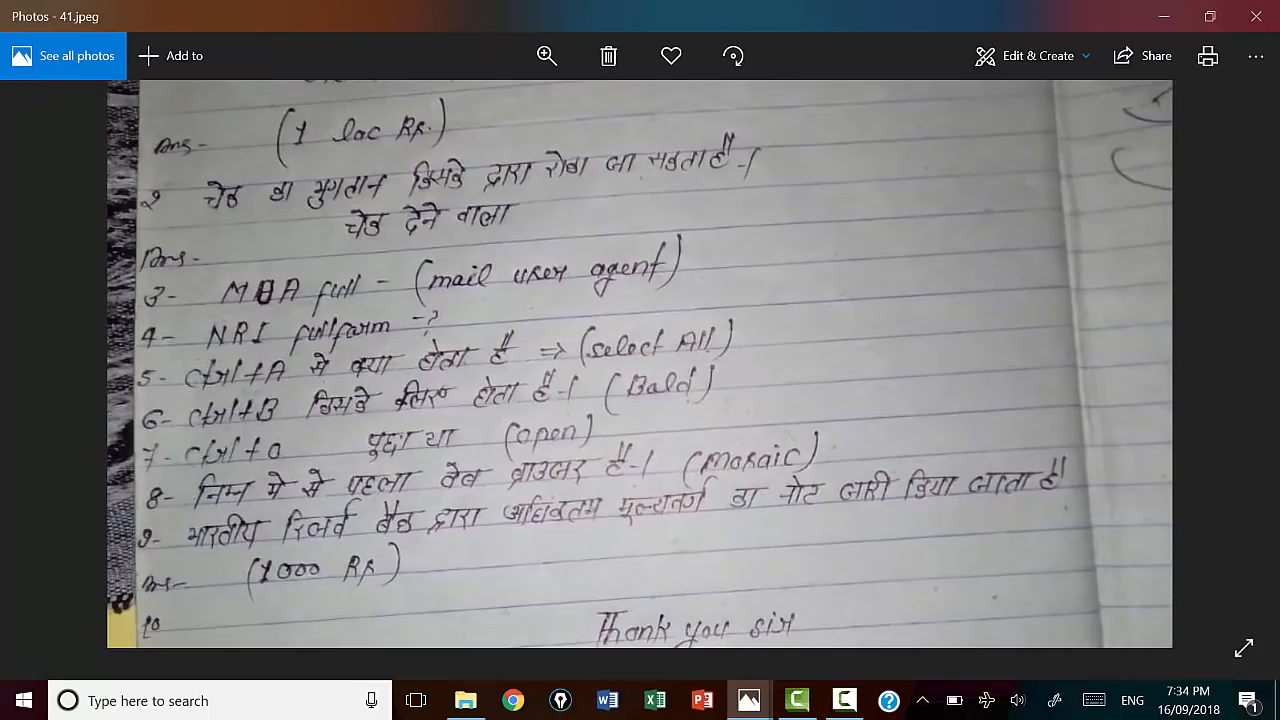 Photos - 41.jpeg
See all photos
Add to
Edit & Create
Share
Ans- (1 lac Rs.)
2 चेक का भुगतान किसके द्वारा रोका जा सकता है -।
चेक देने वाला
Ans-
3- MUA full - (mail user agent)
4- NRI fullform -?
5- ctrl+A से क्या होता है ⇒ (select All)
6- ctrl+B किसके लिए होता है -। (Bald)
7- ctrl+o पुछा था (open)
8- निम्न मे से पहला वेब ब्राउजर है -। (Mosaic)
9- भारतीय रिजर्व बैंक द्वारा अधिकतम मूल्यवर्ग का नोट जारी किया जाता है
Ans- (1000 Rs)
10
Thank you sir
Type here to search
ENG
7:34 PM
16/09/2018
1